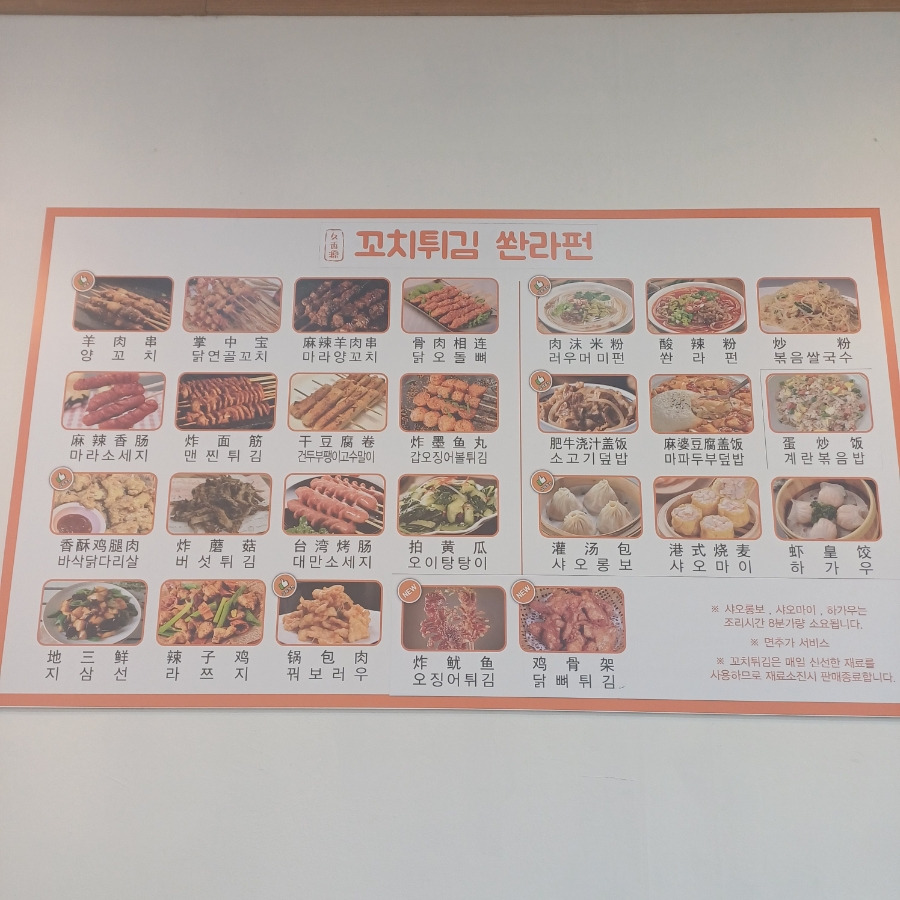 久甫源
꼬치튀김 쏸라펀
羊肉串
양꼬치
掌中宝
닭연골꼬치
麻辣羊肉串
마라양꼬치
骨肉相连
닭오돌뼈
麻辣香肠
마라소세지
炸面筋
맨찐튀김
干豆腐卷
건두부팽이고수말이
炸墨鱼丸
갑오징어볼튀김
香酥鸡腿肉
바삭닭다리살
炸蘑菇
버섯튀김
台湾烤肠
대만소세지
拍黄瓜
오이탕탕이
地三鲜
지삼선
辣子鸡
라쯔지
锅包肉
꿔보러우
NEW
炸鱿鱼
오징어튀김
NEW
鸡骨架
닭뼈튀김
肉沫米粉
러우머미펀
酸辣粉
쏸라펀
炒粉
볶음쌀국수
肥牛浇汁盖饭
소고기덮밥
麻婆豆腐盖饭
마파두부덮밥
蛋炒饭
계란볶음밥
灌汤包
샤오롱보
港式烧麦
샤오마이
虾皇饺
하가우
※ 샤오롱보 , 샤오마이 , 하가우는
조리시간 8분가량 소요됩니다.
※ 면추가 서비스
※ 꼬치튀김은 매일 신선한 재료를
사용하므로 재료소진시 판매종료합니다.